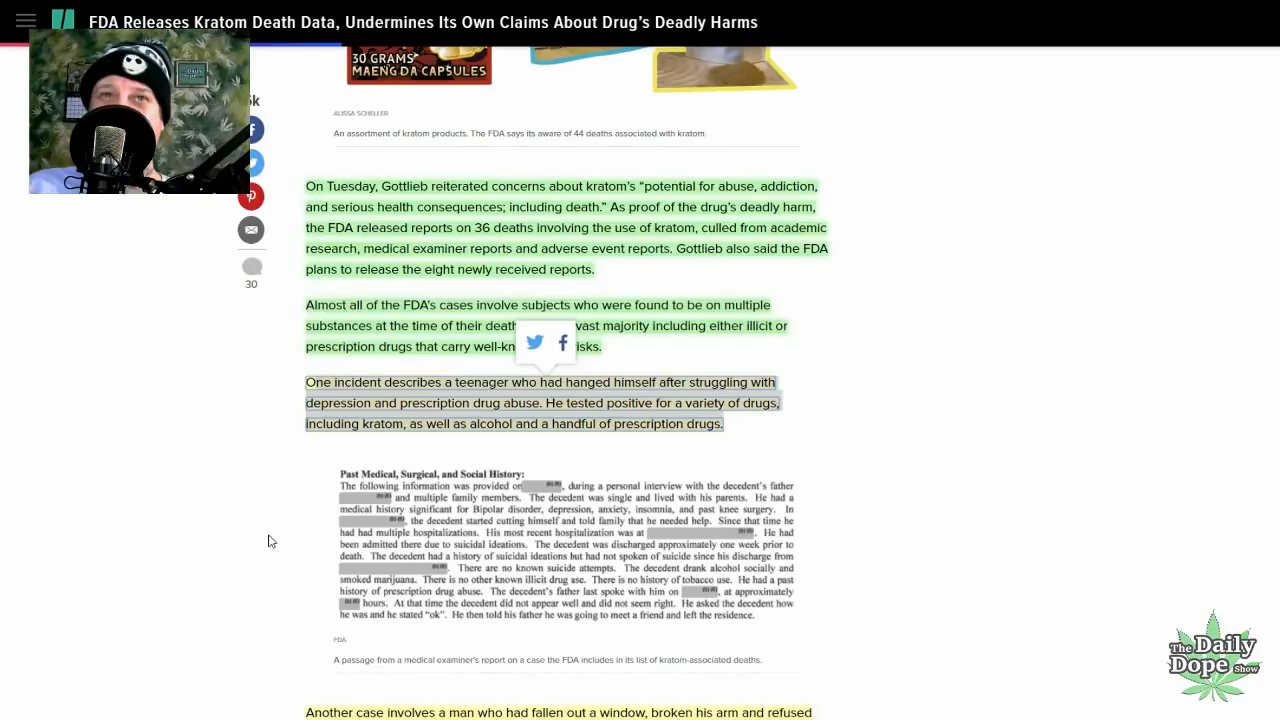 FDA Releases Kratom Death Data, Undermines Its Own Claims About Drug's Deadly Harms
30 GRAMS
MAENG DA CAPSULES
ALISSA SCHELLER
An assortment of kratom products. The FDA says its aware of 44 deaths associated with kratom.
On Tuesday, Gottlieb reiterated concerns about kratom's “potential for abuse, addiction,
and serious health consequences; including death.” As proof of the drug's deadly harm,
the FDA released reports on 36 deaths involving the use of kratom, culled from academic
research, medical examiner reports and adverse event reports. Gottlieb also said the FDA
plans to release the eight newly received reports.
30
Almost all of the FDA's cases involve subjects who were found to be on multiple
substances at the time of their death vast majority including either illicit or
prescription drugs that carry well-kn isks.
One incident describes a teenager who had hanged himself after struggling with
depression and prescription drug abuse. He tested positive for a variety of drugs,
including kratom, as well as alcohol and a handful of prescription drugs.
Past Medical, Surgical, and Social History:
The following information was provided on (b) (6), during a personal interview with the decedent's father
(b) (6) and multiple family members. The decedent was single and lived with his parents. He had a
medical history significant for Bipolar disorder, depression, anxiety, insomnia, and past knee surgery. In
(b) (6), the decedent started cutting himself and told family that he needed help. Since that time he
had had multiple hospitalizations. His most recent hospitalization was at (b) (6). He had
been admitted there due to suicidal ideations. The decedent was discharged approximately one week prior to
death. The decedent had a history of suicidal ideations but had not spoken of suicide since his discharge from
(b) (6). There are no known suicide attempts. The decedent drank alcohol socially and
smoked marijuana. There is no other known illicit drug use. There is no history of tobacco use. He had a past
history of prescription drug abuse. The decedent's father last spoke with him on (b) (6), at approximately
(b) (6) hours. At that time the decedent did not appear well and did not seem right. He asked the decedent how
he was and he stated “ok”. He then told his father he was going to meet a friend and left the residence.
FDA
A passage from a medical examiner's report on a case the FDA includes in its list of kratom-associated deaths.
Another case involves a man who had fallen out a window, broken his arm and refused
The Daily
Dope Show